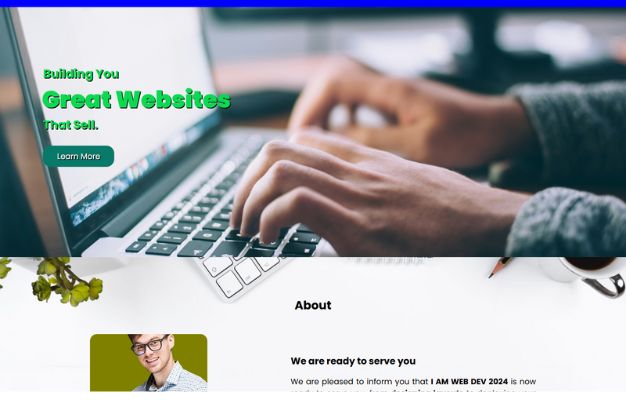 Building You
Great Websites
That Sell.
Learn More
About
We are ready to serve you
We are pleased to inform you that I AM WEB DEV 2024 is now